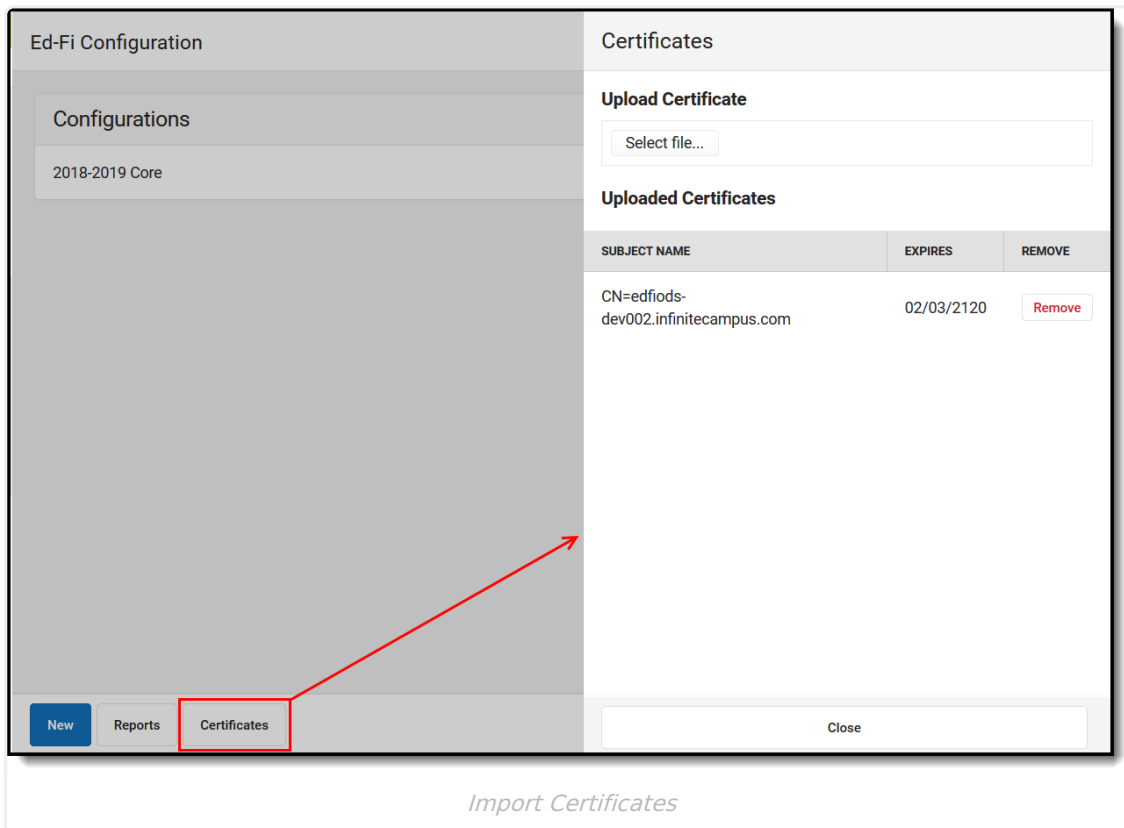 Ed-Fi Configuration
Configurations
2018-2019 Core
New
Reports
Certificates
Certificates
Upload Certificate
Select file...
Uploaded Certificates
SUBJECT NAME EXPIRES REMOVE
CN=edfiods-
dev002.infinitecampus.com 02/03/2120 Remove
Close
Import Certificates